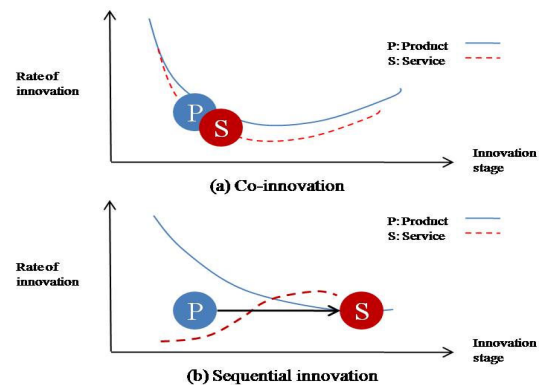 P: Product
S: Service
Rate of
innovation
P
S
Innovation
stage
(a) Co-innovation
P: Product
S: Service
Rate of
innovation
P
S
Innovation
stage
(b) Sequential innovation